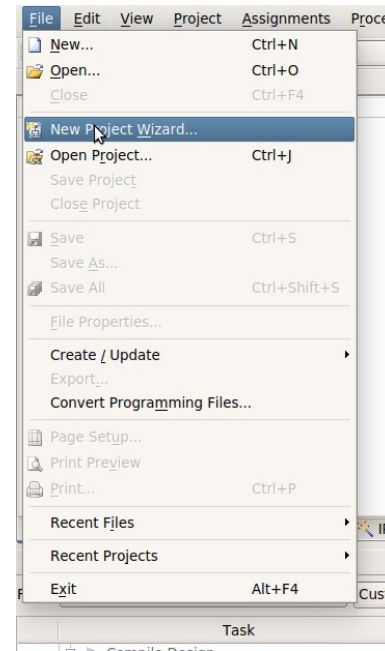 File Edit View Project Assignments Proce
New... Ctrl+N
Open... Ctrl+O
Close Ctrl+F4
New Project Wizard...
Open Project... Ctrl+J
Save Project
Close Project
Save Ctrl+S
Save As...
Save All Ctrl+Shift+S
File Properties...
Create / Update
Export...
Convert Programming Files...
Page Setup...
Print Preview
Print... Ctrl+P
Recent Files
Recent Projects
Exit Alt+F4
Cus
Task
Compile Design